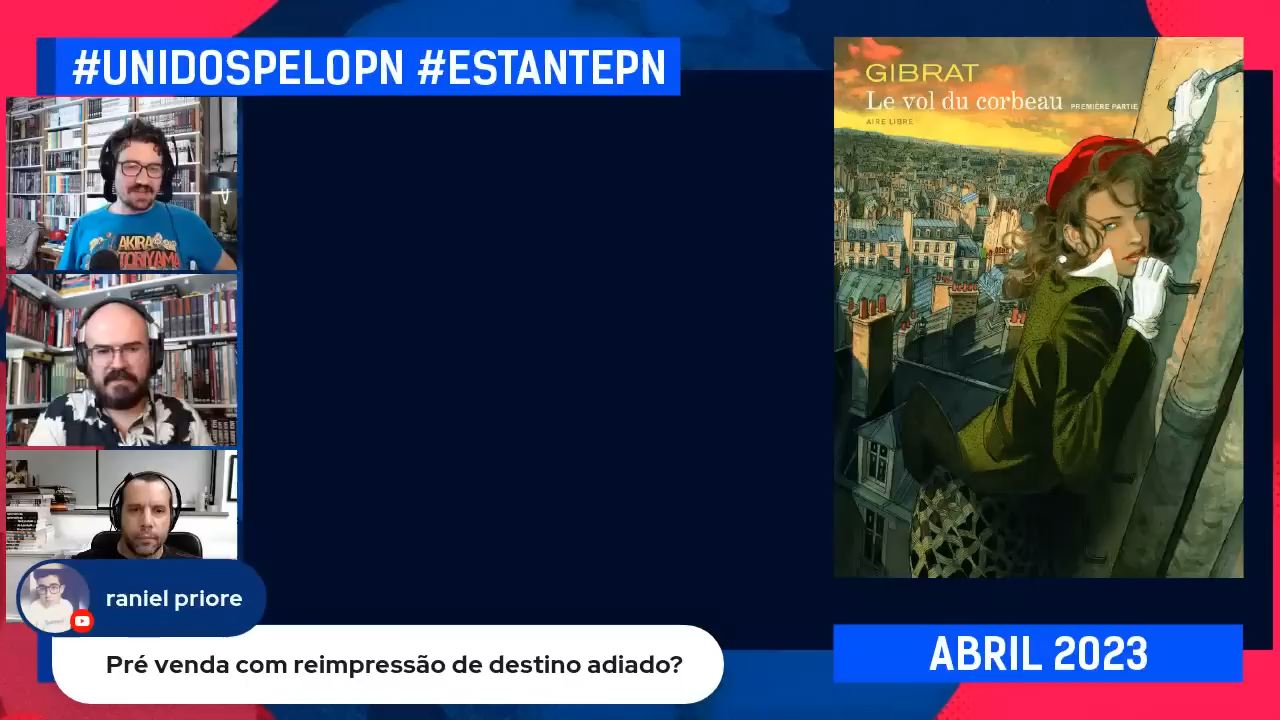 #UNIDOSPELOPN #ESTANTEPN
GIBRAT
Le vol du corbeau PREMIÈRE PARTIE
AIRE LIBRE
AKIRA
TORIYAMA
raniel priore
Pré venda com reimpressão de destino adiado?
ABRIL 2023